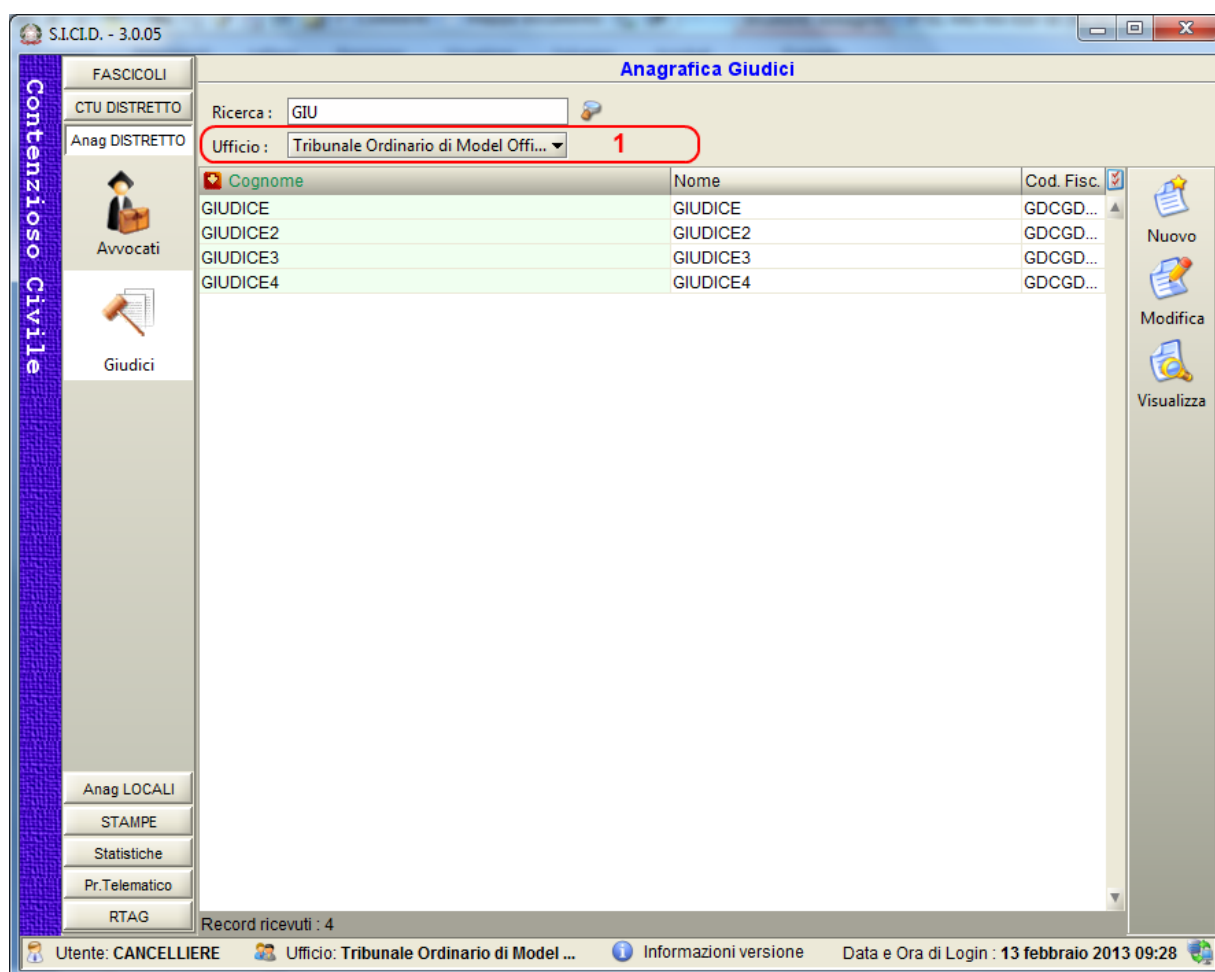 S.I.CI.D. - 3.0.05
Contenzioso Civile
FASCICOLI
CTU DISTRETTO
Anag DISTRETTO
Avvocati
Giudici
Anag LOCALI
STAMPE
Statistiche
Pr.Telematico
RTAG
Anagrafica Giudici
Ricerca : GIU
Ufficio : Tribunale Ordinario di Model Offi... 1
Cognome Nome Cod. Fisc.
GIUDICE GIUDICE GDCGD...
GIUDICE2 GIUDICE2 GDCGD...
GIUDICE3 GIUDICE3 GDCGD...
GIUDICE4 GIUDICE4 GDCGD...
Record ricevuti : 4
Nuovo
Modifica
Visualizza
Utente: CANCELLIERE Ufficio: Tribunale Ordinario di Model ... Informazioni versione Data e Ora di Login : 13 febbraio 2013 09:28